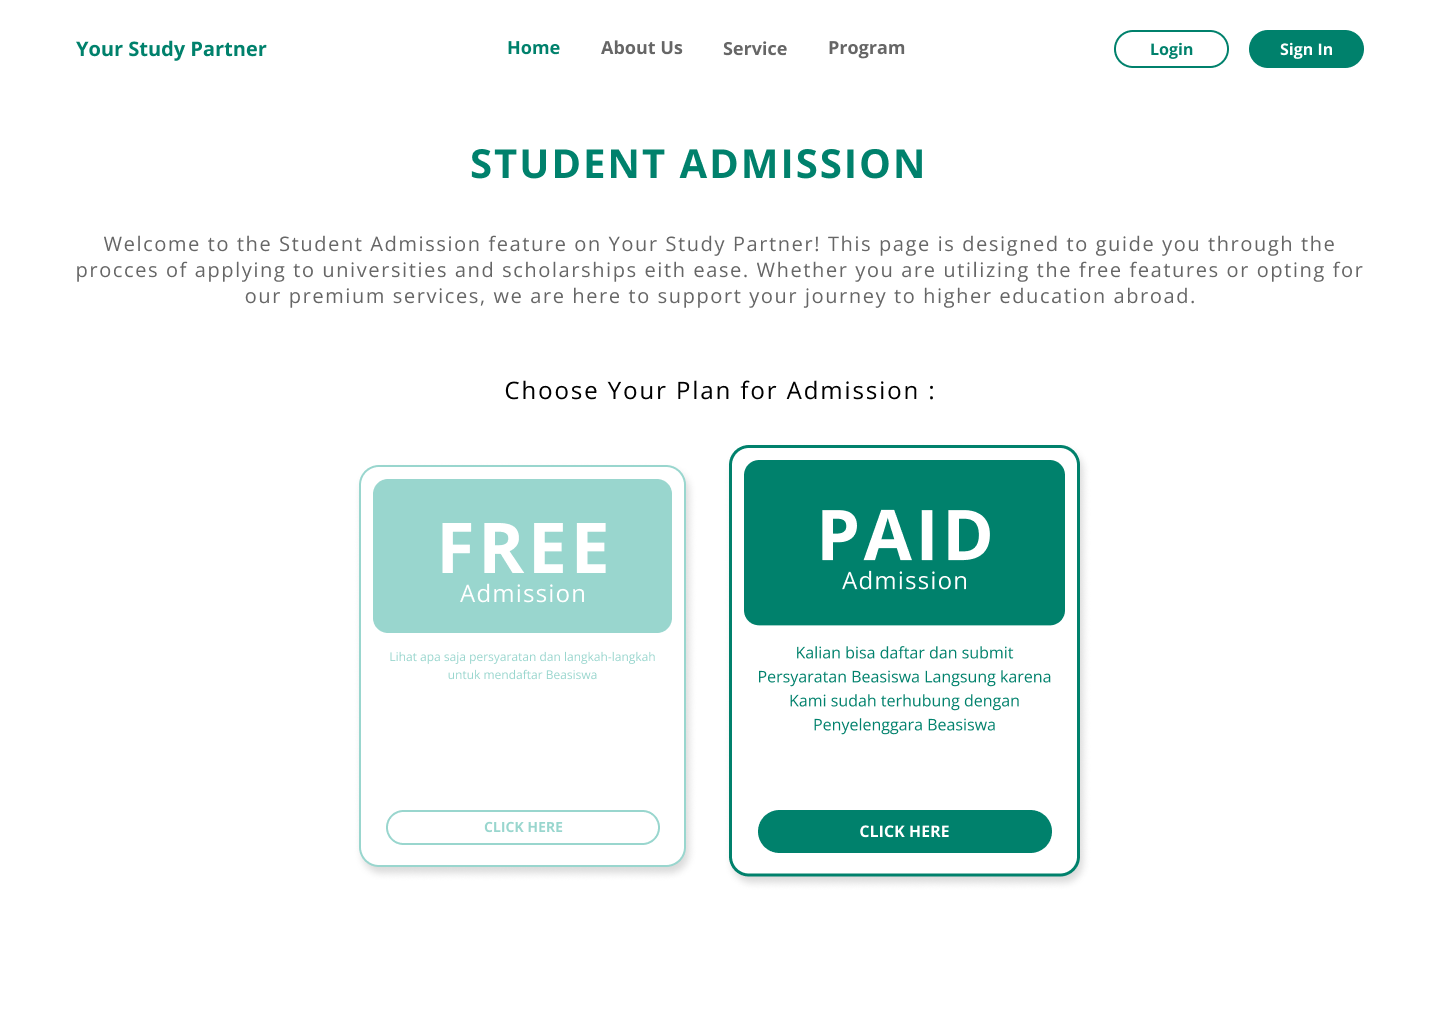 Your Study Partner
Home
About Us
Service
Program
Login
Sign In
STUDENT ADMISSION
Welcome to the Student Admission feature on Your Study Partner! This page is designed to guide you through the
procces of applying to universities and scholarships eith ease. Whether you are utilizing the free features or opting for
our premium services, we are here to support your journey to higher education abroad.
Choose Your Plan for Admission :
FREE
Admission
Lihat apa saja persyaratan dan langkah-langkah
untuk mendaftar Beasiswa
CLICK HERE
PAID
Admission
Kalian bisa daftar dan submit
Persyaratan Beasiswa Langsung karena
Kami sudah terhubung dengan
Penyelenggara Beasiswa
CLICK HERE